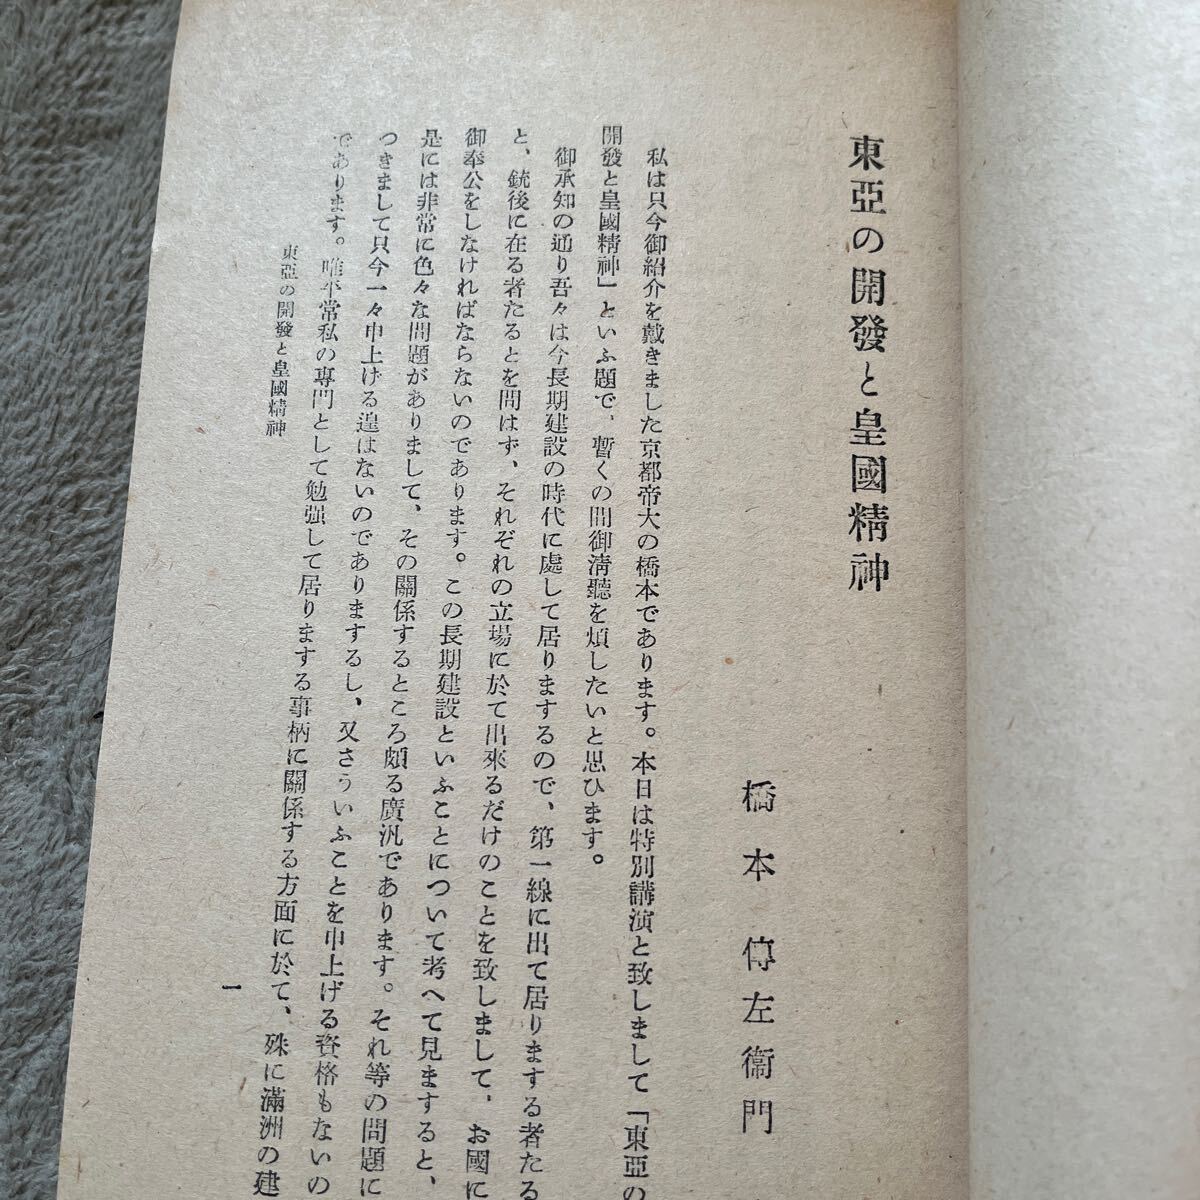 東亞の開發と皇國精神
橋本傳左衞門
私は只今御紹介を戴きました京都帝大の橋本であります。本日は特別講演と致しまして「東亞の
開發と皇國精神」といふ題で、暫くの間御淸聽を煩したいと思ひます。
御承知の通り吾々は今長期建設の時代に處して居りまするので、第一線に出て居りまする者たる
と、銃後に在る者たるとを問はず、それぞれの立場に於て出來るだけのことを致しまして、お國に
御奉公をしなければならないのであります。この長期建設といふことについて考へて見ますると、
是には非常に色々な問題がありまして、その關係するところ頗る廣汎であります。それ等の問題に
つきまして只今一々申上げる遑はないのでありまするし、又さういふことを申上げる資格もないの
であります。唯平常私の專門として勉强して居りまする事柄に關係する方面に於て、殊に滿洲の建
東亞の開發と皇國精神
一